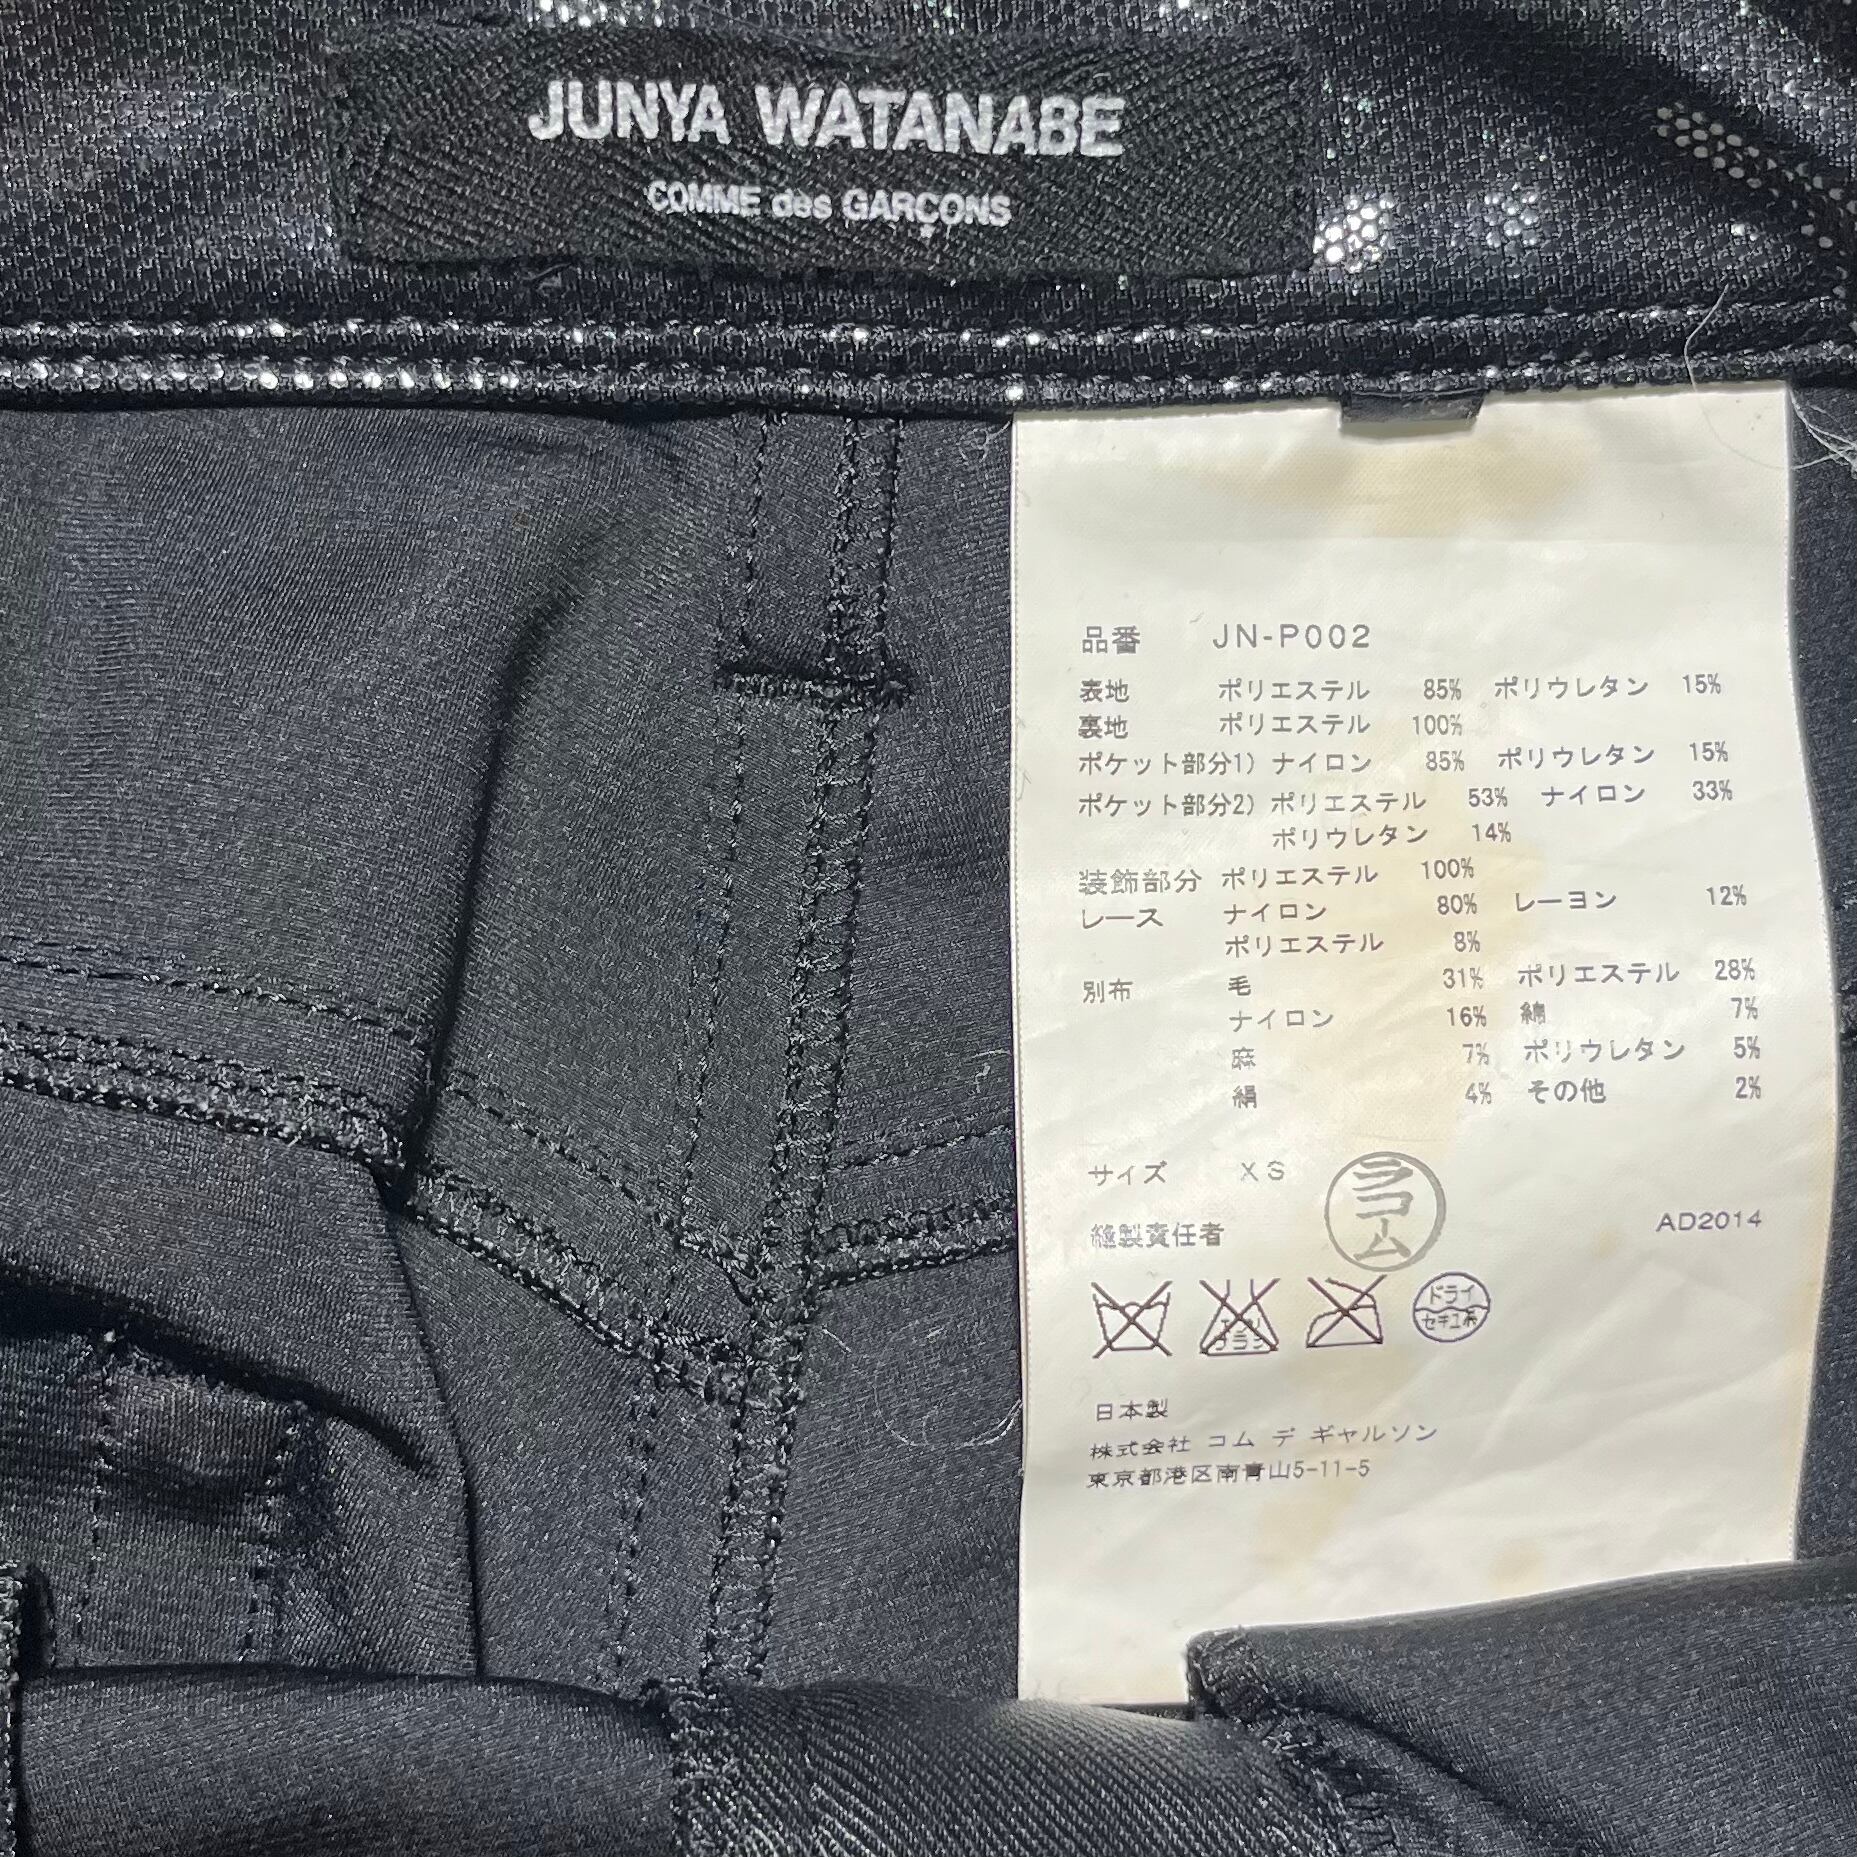 JUNYA WATANABE
COMME des GARÇONS
品番 JN-P002
表地 ポリエステル 85% ポリウレタン 15%
裏地 ポリエステル 100%
ポケット部分1) ナイロン 85% ポリウレタン 15%
ポケット部分2) ポリエステル 53% ナイロン 33%
ポリウレタン 14%
装飾部分 ポリエステル 100%
レース ナイロン 80% レーヨン 12%
ポリエステル 8%
別布 毛 31% ポリエステル 28%
ナイロン 16% 綿 7%
麻 7% ポリウレタン 5%
絹 4% その他 2%
サイズ XS
縫製責任者 コム AD2014
エンソ
ブラシ
ドライ
セキユ系
日本製
株式会社 コム デ ギャルソン
東京都港区南青山5-11-5